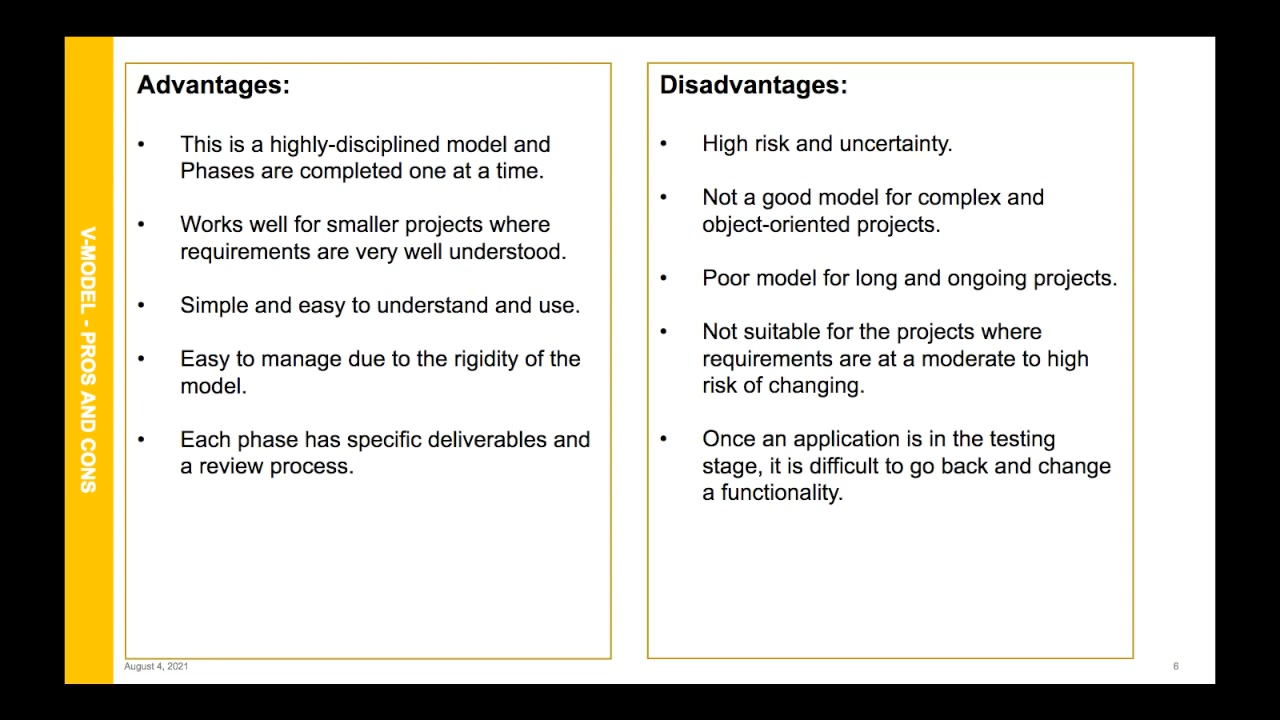 V-MODEL - PROS AND CONS
Advantages:
• This is a highly-disciplined model and
Phases are completed one at a time.
• Works well for smaller projects where
requirements are very well understood.
• Simple and easy to understand and use.
• Easy to manage due to the rigidity of the
model.
• Each phase has specific deliverables and
a review process.
Disadvantages:
• High risk and uncertainty.
• Not a good model for complex and
object-oriented projects.
• Poor model for long and ongoing projects.
• Not suitable for the projects where
requirements are at a moderate to high
risk of changing.
• Once an application is in the testing
stage, it is difficult to go back and change
a functionality.
August 4, 2021
6